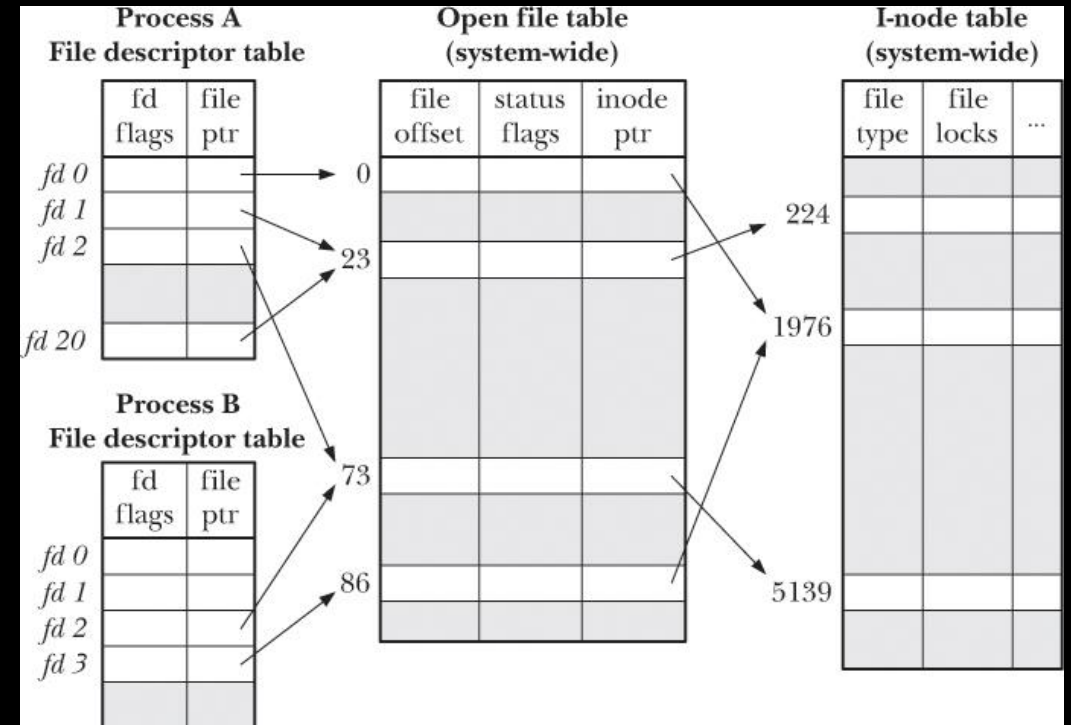 Process A
File descriptor table
fd flags
file ptr
fd 0
fd 1
fd 2
fd 20
Process B
File descriptor table
fd flags
file ptr
fd 0
fd 1
fd 2
fd 3
Open file table
(system-wide)
file offset
status flags
inode ptr
0
23
73
86
I-node table
(system-wide)
file type
file locks
...
224
1976
5139